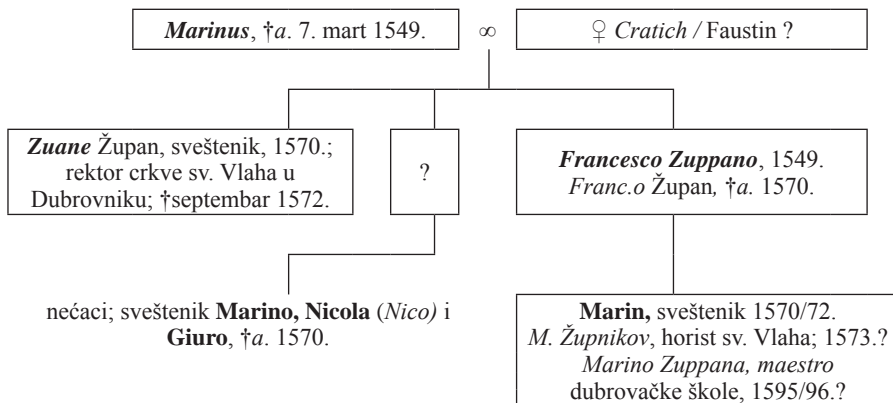 Marinus, †a. 7. mart 1549.
∞
♀ Cratich / Faustin ?
Zuane Župan, sveštenik, 1570.;
rektor crkve sv. Vlaha u
Dubrovniku; †septembar 1572.
?
Francesco Zuppano, 1549.
Franc.o Župan, †a. 1570.
nećaci; sveštenik Marino, Nicola (Nico) i
Giuro, †a. 1570.
Marin, sveštenik 1570/72.
M. Župnikov, horist sv. Vlaha; 1573.?
Marino Zuppana, maestro
dubrovačke škole, 1595/96.?